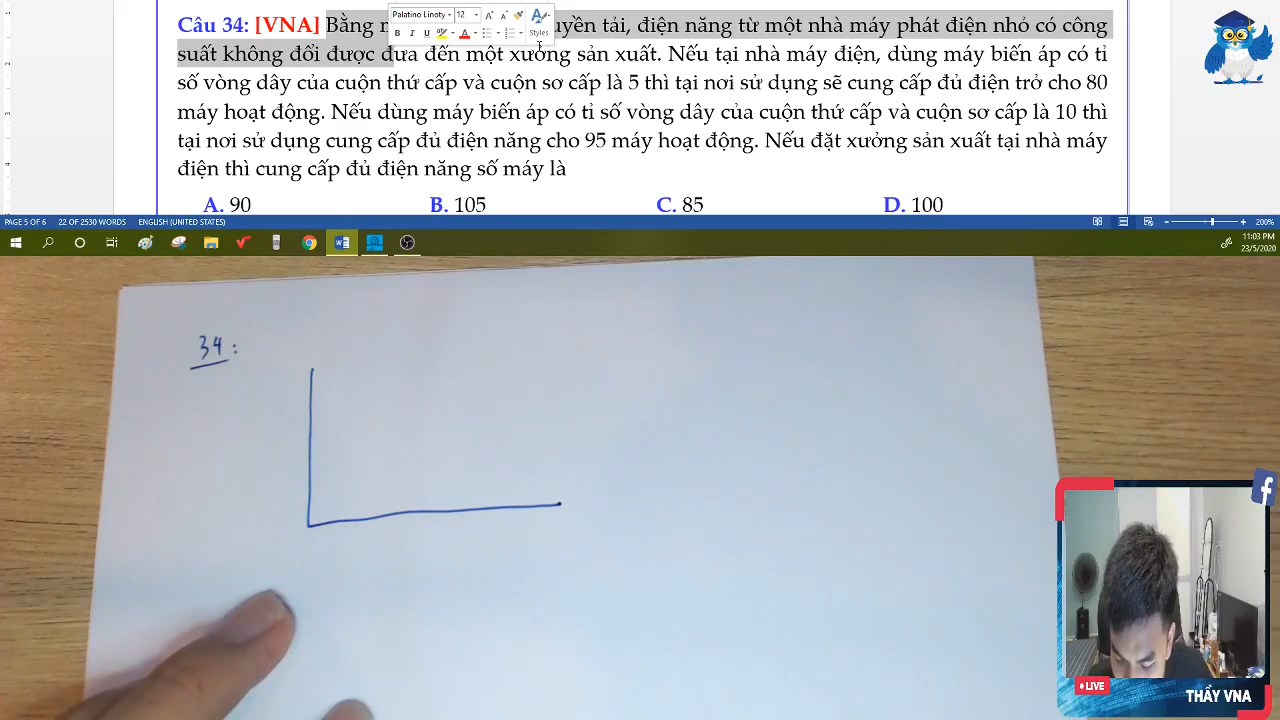 Câu 34: [VNA] Bằng yền tải, điện năng từ một nhà máy phát điện nhỏ có công
Palatino Linoty 12
Styles
suất không đổi được đưa đến một xưởng sản xuất. Nếu tại nhà máy điện, dùng máy biến áp có tỉ
số vòng dây của cuộn thứ cấp và cuộn sơ cấp là 5 thì tại nơi sử dụng sẽ cung cấp đủ điện trở cho 80
máy hoạt động. Nếu dùng máy biến áp có tỉ số vòng dây của cuộn thứ cấp và cuộn sơ cấp là 10 thì
tại nơi sử dụng cung cấp đủ điện năng cho 95 máy hoạt động. Nếu đặt xưởng sản xuất tại nhà máy
điện thì cung cấp đủ điện năng số máy là
A. 90 B. 105 C. 85 D. 100
PAGE 5 OF 6 22 OF 2530 WORDS ENGLISH (UNITED STATES) 200%
11:03 PM
23/5/2020
34:
LIVE
THẦY VNA